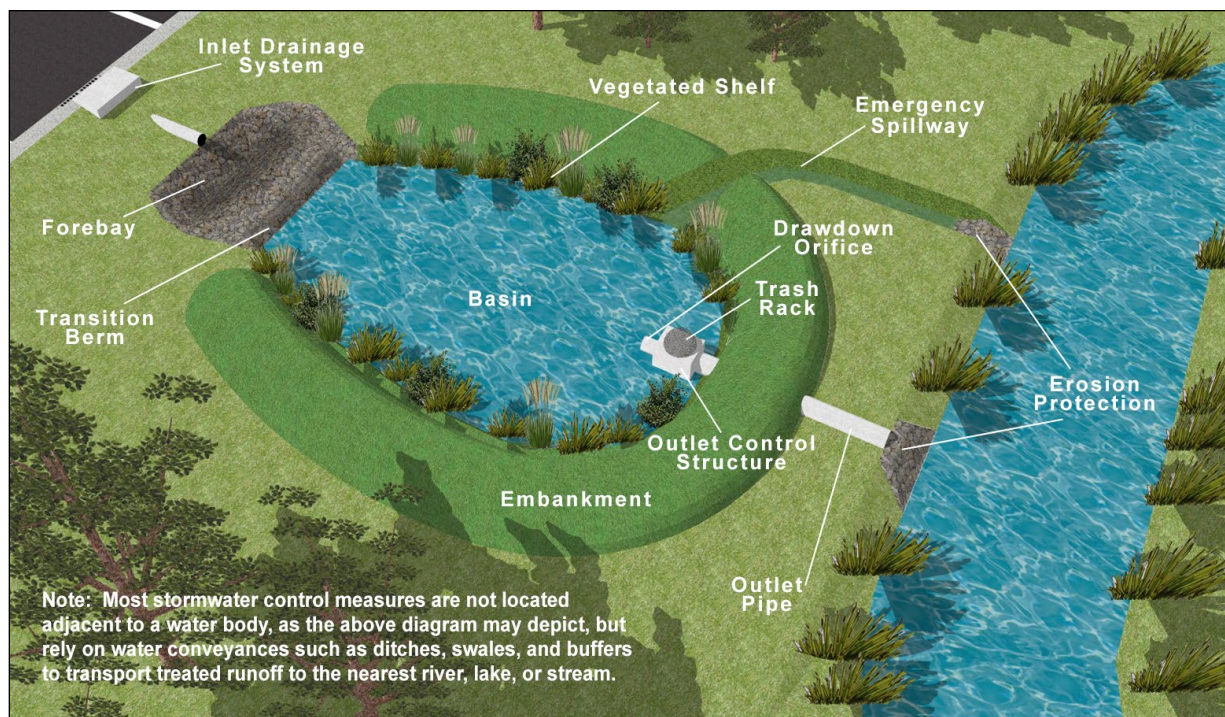 Inlet Drainage
System
Vegetated Shelf
Emergency
Spillway
Forebay
Drawdown
Orifice
Basin
Trash
Rack
Transition
Berm
Erosion
Protection
Outlet Control
Structure
Embankment
Outlet
Pipe
Note: Most stormwater control measures are not located
adjacent to a water body, as the above diagram may depict, but
rely on water conveyances such as ditches, swales, and buffers
to transport treated runoff to the nearest river, lake, or stream.